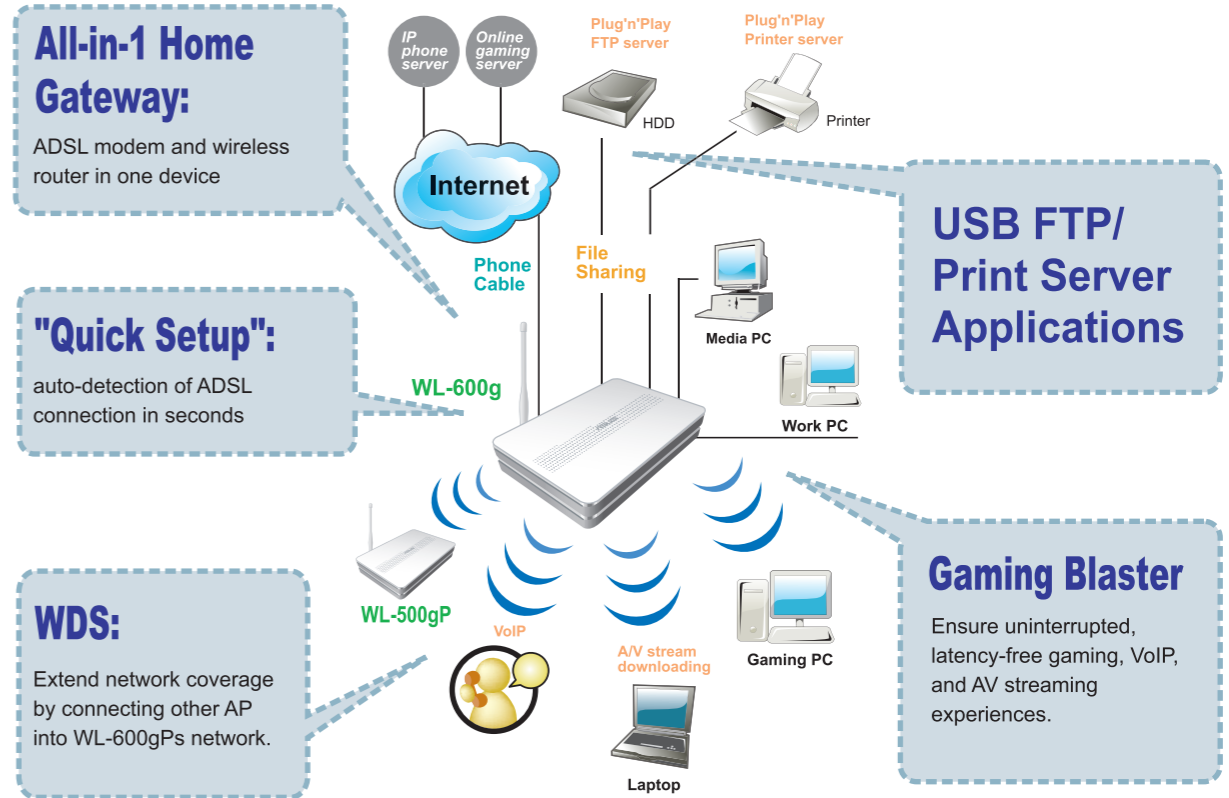 All-in-1 Home
Gateway:
ADSL modem and wireless
router in one device
"Quick Setup":
auto-detection of ADSL
connection in seconds
WDS:
Extend network coverage
by connecting other AP
into WL-600gPs network.
IP
phone
server
Online
gaming
server
Internet
Phone
Cable
Plug'n'Play
FTP server
HDD
Plug'n'Play
Printer server
Printer
File
Sharing
Media PC
Work PC
WL-600g
WL-500gP
VoIP
A/V stream
downloading
Laptop
Gaming PC
USB FTP/
Print Server
Applications
Gaming Blaster
Ensure uninterrupted,
latency-free gaming, VoIP,
and AV streaming
experiences.